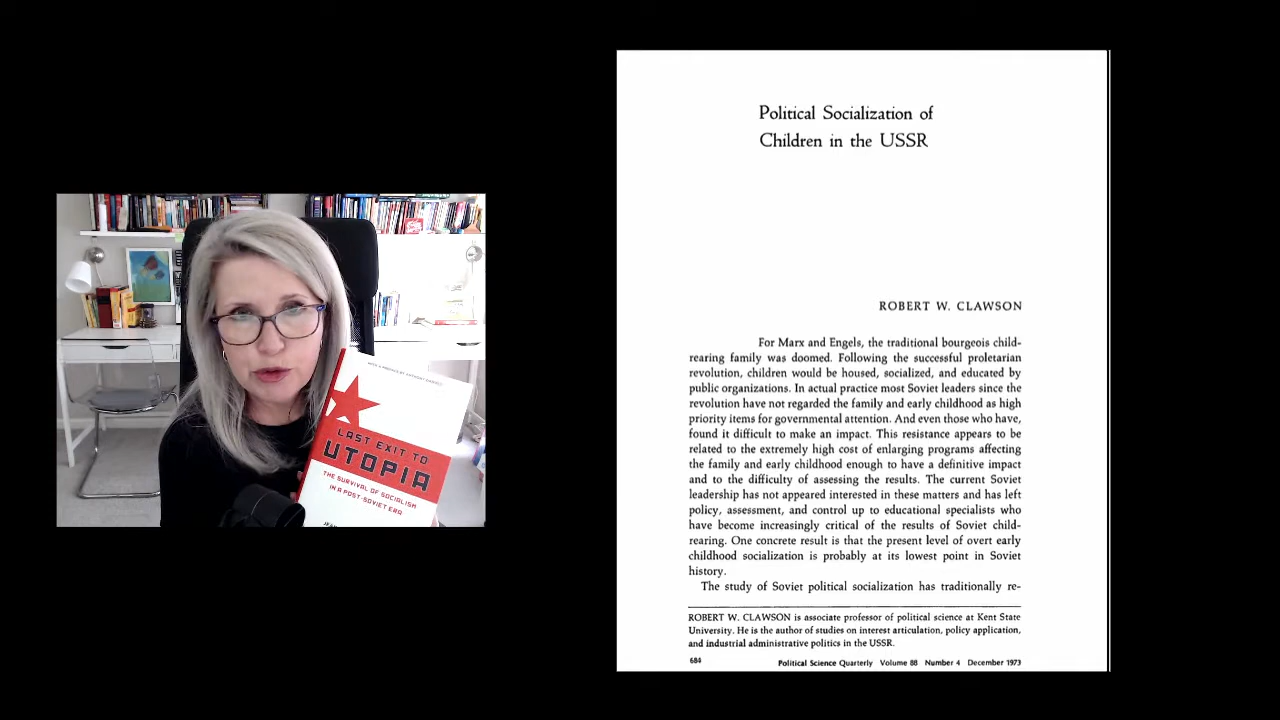 WITH A PREFACE BY ANTHONY DANIELS
LAST EXIT TO
UTOPIA
THE SURVIVAL OF SOCIALISM
IN A POST-SOVIET ERA
Political Socialization of
Children in the USSR
ROBERT W. CLAWSON
For Marx and Engels, the traditional bourgeois child-
rearing family was doomed. Following the successful proletarian
revolution, children would be housed, socialized, and educated by
public organizations. In actual practice most Soviet leaders since the
revolution have not regarded the family and early childhood as high
priority items for governmental attention. And even those who have,
found it difficult to make an impact. This resistance appears to be
related to the extremely high cost of enlarging programs affecting
the family and early childhood enough to have a definitive impact
and to the difficulty of assessing the results. The current Soviet
leadership has not appeared interested in these matters and has left
policy, assessment, and control up to educational specialists who
have become increasingly critical of the results of Soviet child-
rearing. One concrete result is that the present level of overt early
childhood socialization is probably at its lowest point in Soviet
history.
The study of Soviet political socialization has traditionally re-
ROBERT W. CLAWSON is associate professor of political science at Kent State
University. He is the author of studies on interest articulation, policy application,
and industrial administrative politics in the USSR.
684
Political Science Quarterly Volume 88 Number 4 December 1973